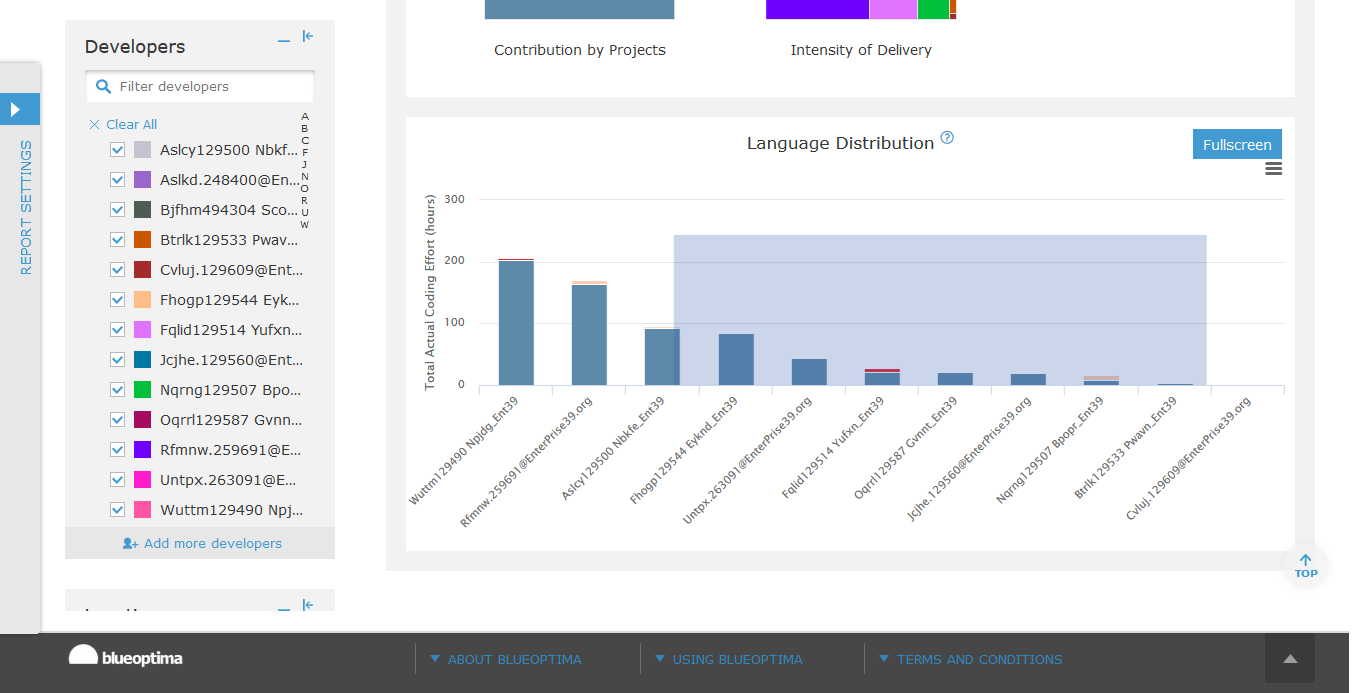 Developers
Filter developers
Clear All
A
B
C
F
J
N
O
R
U
W
Aslcy129500 Nbkf...
Aslkd.248400@En...
Bjfhm494304 Sco...
Btrlk129533 Pwav...
Cvluj.129609@Ent...
Fhogp129544 Eyk...
Fqlid129514 Yufxn...
Jcjhe.129560@Ent...
Nqrng129507 Bpo...
Oqrrl129587 Gvnn...
Rfmnw.259691@E...
Untpx.263091@E...
Wuttm129490 Npj...
Add more developers
REPORT SETTINGS
Contribution by Projects
Intensity of Delivery
Language Distribution ?
Fullscreen
Total Actual Coding Effort (hours)
300
200
100
0
Wuttm129490 Npjdg_Ent39
Rfmnw.259691@EnterPrise39.org
Aslcy129500 Nbkfe_Ent39
Fhogp129544 Eyknd_Ent39
Untpx.263091@EnterPrise39.org
Fqlid129514 Yufxn_Ent39
Oqrrl129587 Gvnnt_Ent39
Jcjhe.129560@EnterPrise39.org
Nqrng129507 Bpopr_Ent39
Btrlk129533 Pwavn_Ent39
Cvluj.129609@EnterPrise39.org
TOP
blueoptima
ABOUT BLUEOPTIMA
USING BLUEOPTIMA
TERMS AND CONDITIONS